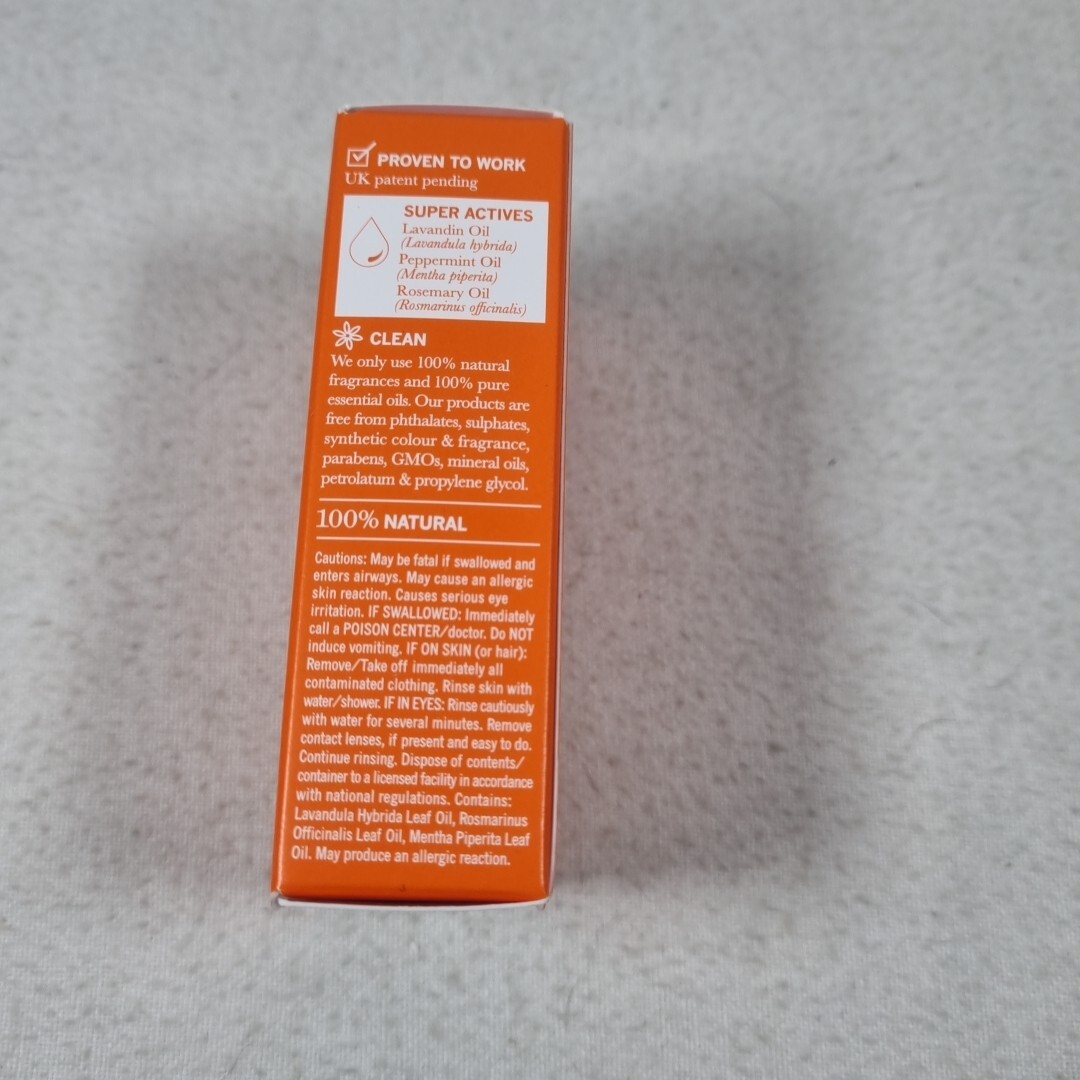 PROVEN TO WORK
UK patent pending
SUPER ACTIVES
Lavandin Oil
(Lavandula hybrida)
Peppermint Oil
(Mentha piperita)
Rosemary Oil
(Rosmarinus officinalis)
CLEAN
We only use 100% natural
fragrances and 100% pure
essential oils. Our products are
free from phthalates, sulphates,
synthetic colour & fragrance,
parabens, GMOs, mineral oils,
petrolatum & propylene glycol.
100% NATURAL
Cautions: May be fatal if swallowed and
enters airways. May cause an allergic
skin reaction. Causes serious eye
irritation. IF SWALLOWED: Immediately
call a POISON CENTER/doctor. Do NOT
induce vomiting. IF ON SKIN (or hair):
Remove/Take off immediately all
contaminated clothing. Rinse skin with
water/shower. IF IN EYES: Rinse cautiously
with water for several minutes. Remove
contact lenses, if present and easy to do.
Continue rinsing. Dispose of contents/
container to a licensed facility in accordance
with national regulations. Contains:
Lavandula Hybrida Leaf Oil, Rosmarinus
Officinalis Leaf Oil, Mentha Piperita Leaf
Oil. May produce an allergic reaction.